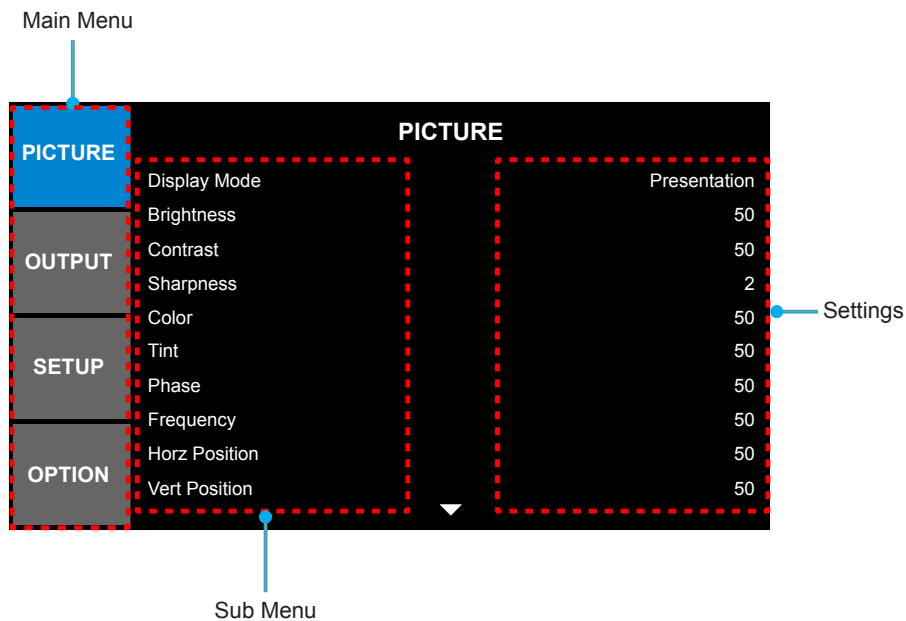 Main Menu
PICTURE
PICTURE
Display Mode Presentation
Brightness 50
Contrast 50
OUTPUT
Sharpness 2
Color 50
Settings
Tint 50
SETUP
Phase 50
Frequency 50
Horz Position 50
OPTION
Vert Position 50
Sub Menu